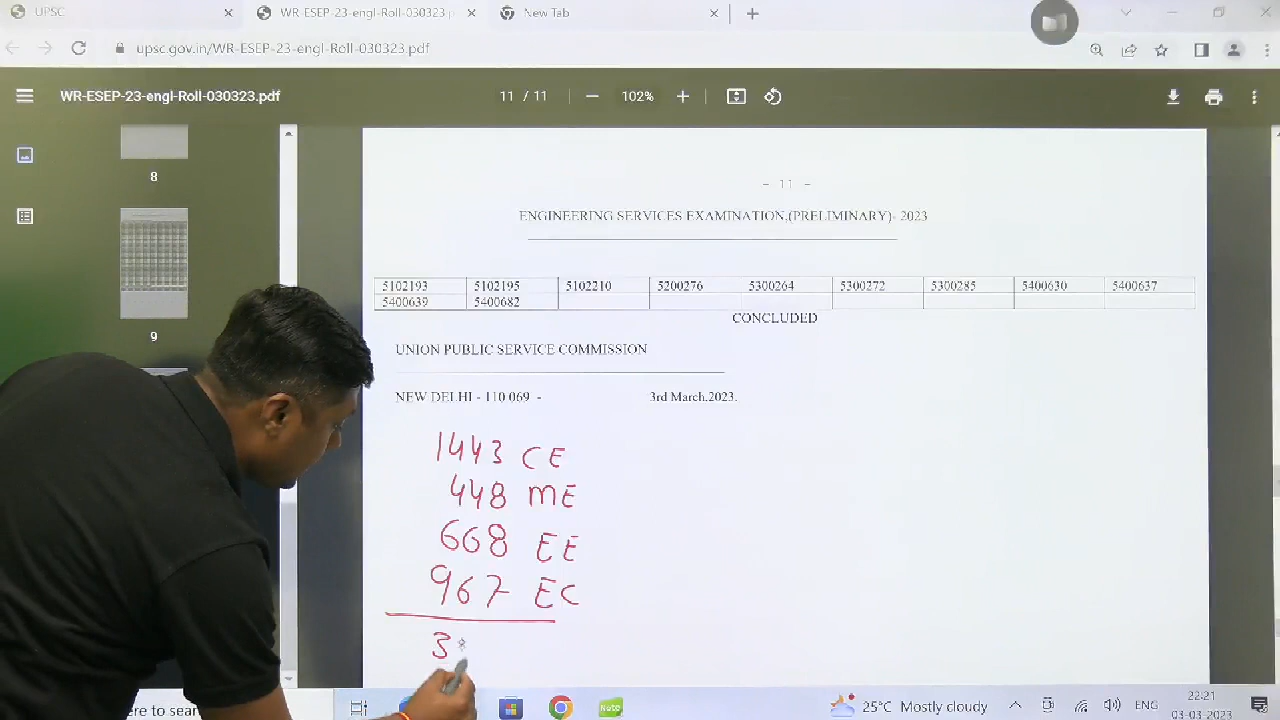 UPSC
WR-ESEP-23-engl-Roll-030323.p
New Tab
upsc.gov.in/WR-ESEP-23-engl-Roll-030323.pdf
WR-ESEP-23-engl-Roll-030323.pdf
11 / 11
102%
8
9
- 11 -
ENGINEERING SERVICES EXAMINATION,(PRELIMINARY)- 2023
5102193 5102195 5102210 5200276 5300264 5300272 5300285 5400630 5400637
5400639 5400682
CONCLUDED
UNION PUBLIC SERVICE COMMISSION
NEW DELHI - 110 069 - 3rd March.2023.
1443 CE
448 ME
668 EE
967 EC
3
re to sear
Note
25°C Mostly cloudy
ENG
22:21
03-03-2023